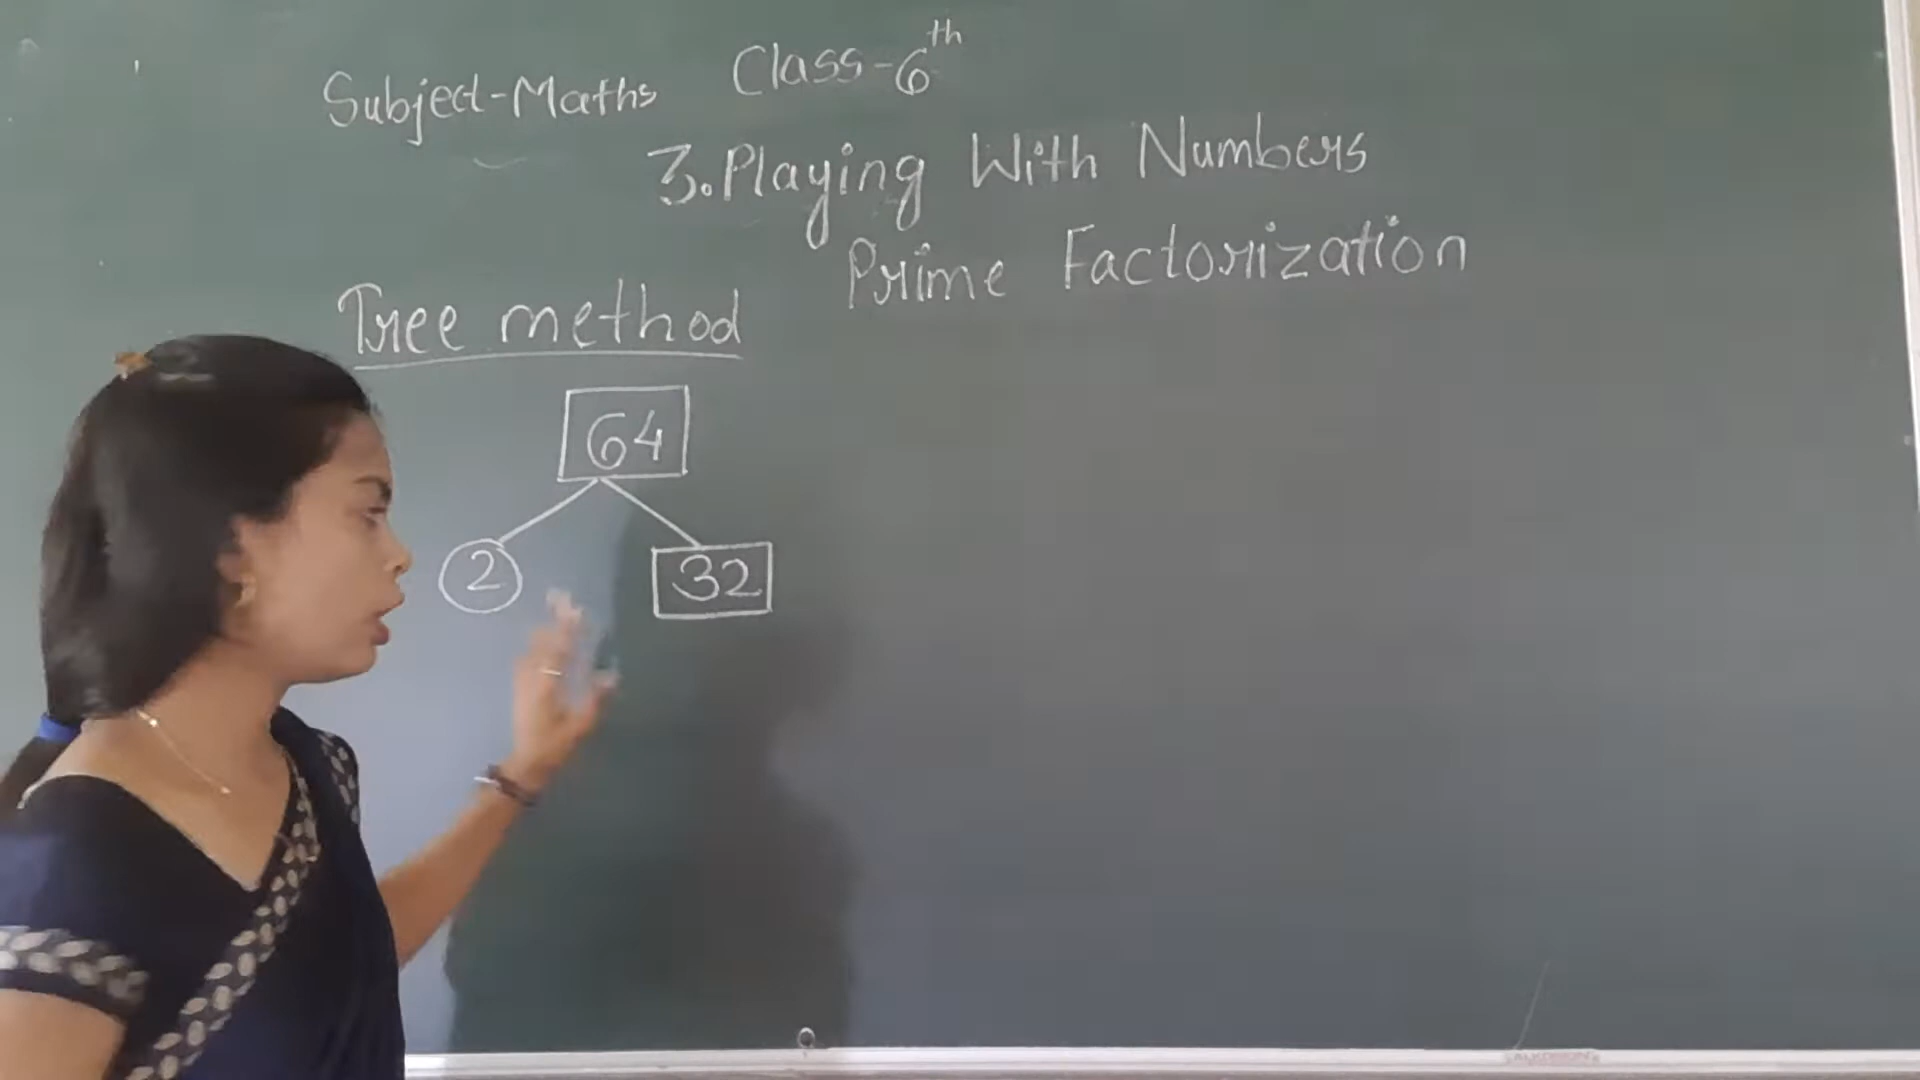 Subject-Maths Class-6th
3. Playing With Numbers
Prime Factorization
Tree method
64
2 32